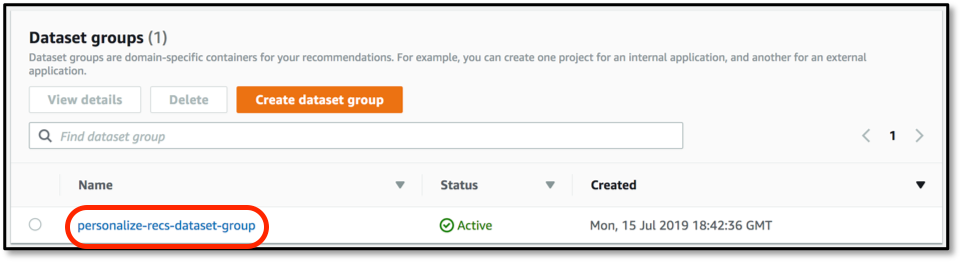 Dataset groups (1)
Dataset groups are domain-specific containers for your recommendations. For example, you can create one project for an internal application, and another for an external
application.
View details Delete Create dataset group
Find dataset group 1
Name Status Created
personalize-recs-dataset-group Active Mon, 15 Jul 2019 18:42:36 GMT